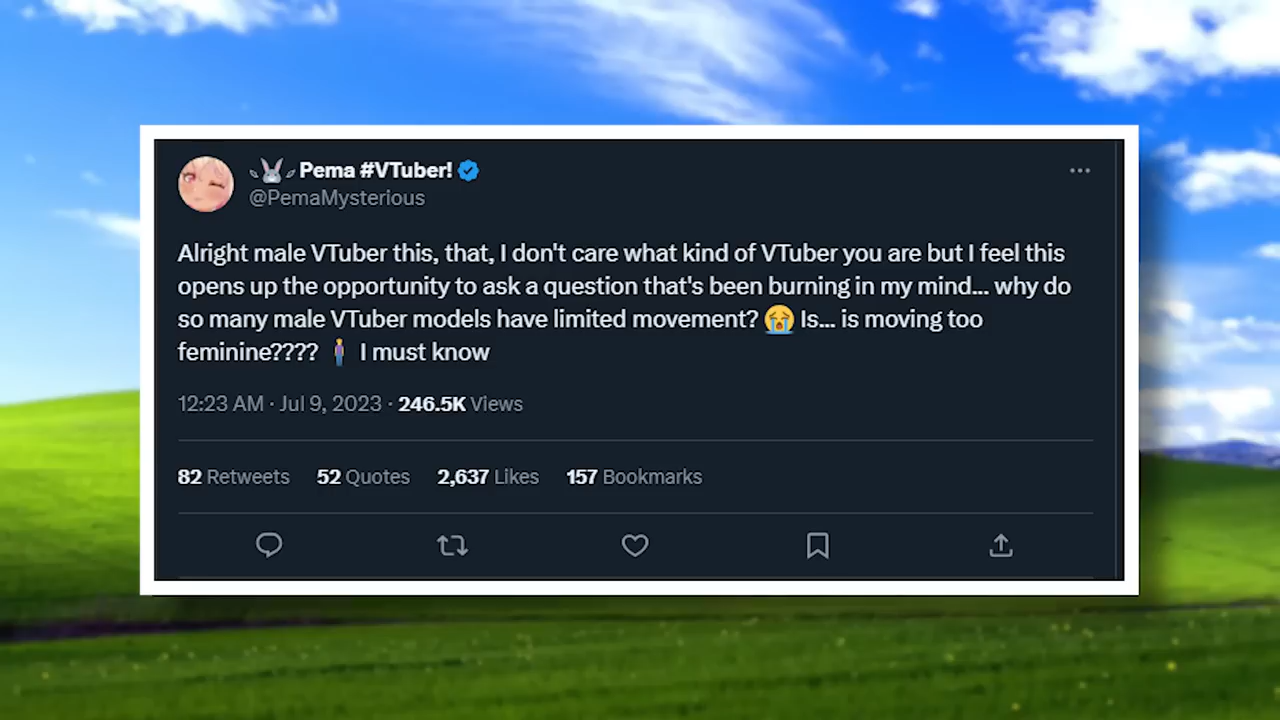 Pema #VTuber!
@PemaMysterious
Alright male VTuber this, that, I don't care what kind of VTuber you are but I feel this
opens up the opportunity to ask a question that's been burning in my mind... why do
so many male VTuber models have limited movement? 😭 Is... is moving too
feminine???? 🧍 I must know
12:23 AM · Jul 9, 2023 · 246.5K Views
82 Retweets 52 Quotes 2,637 Likes 157 Bookmarks